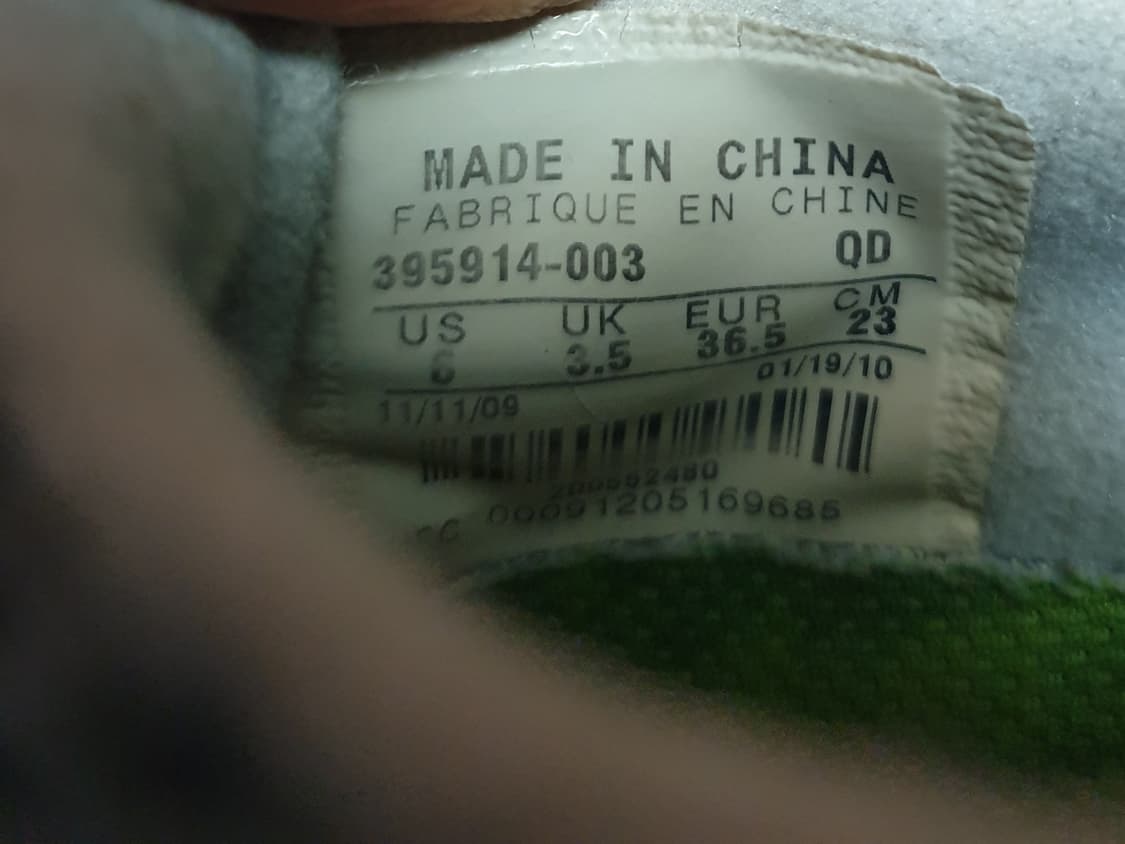 MADE IN CHINA
FABRIQUE EN CHINE
395914-003 QD
US UK EUR CM
6 3.5 36.5 23
11/11/09 01/19/10
00091205169685